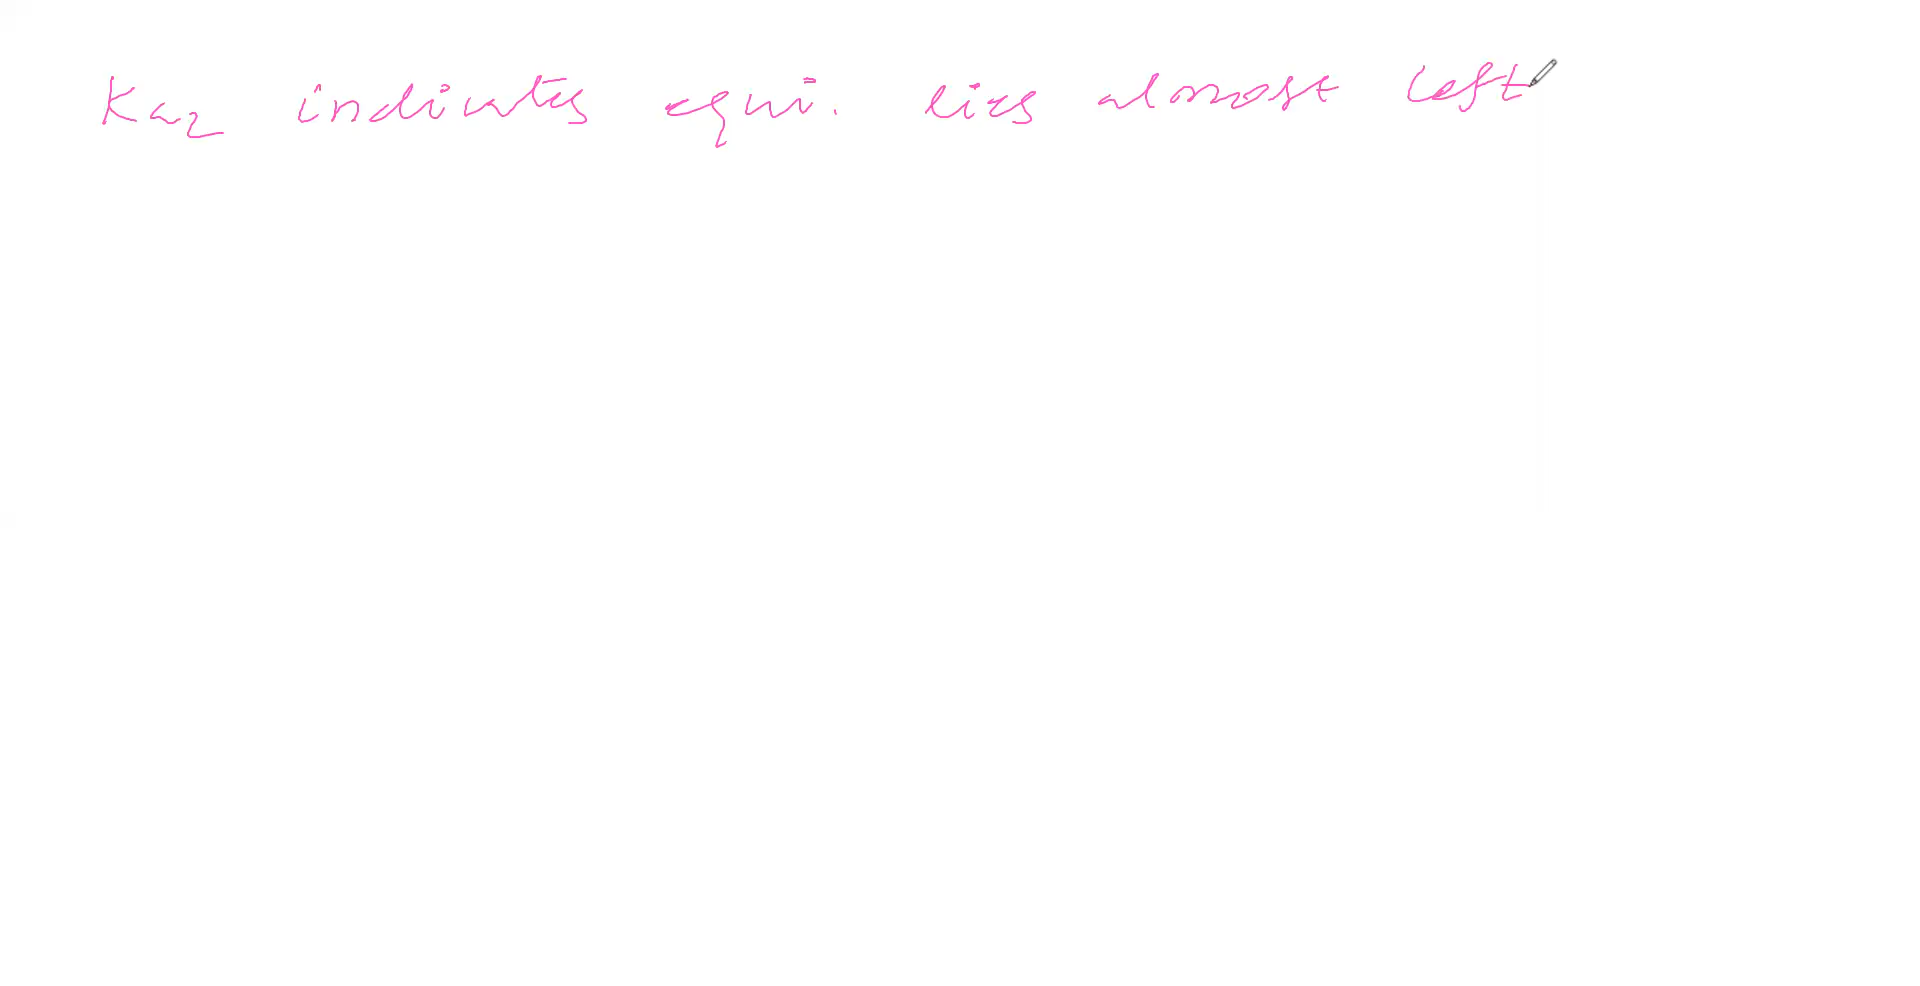 Ka₂ indicates equi. lies almost left